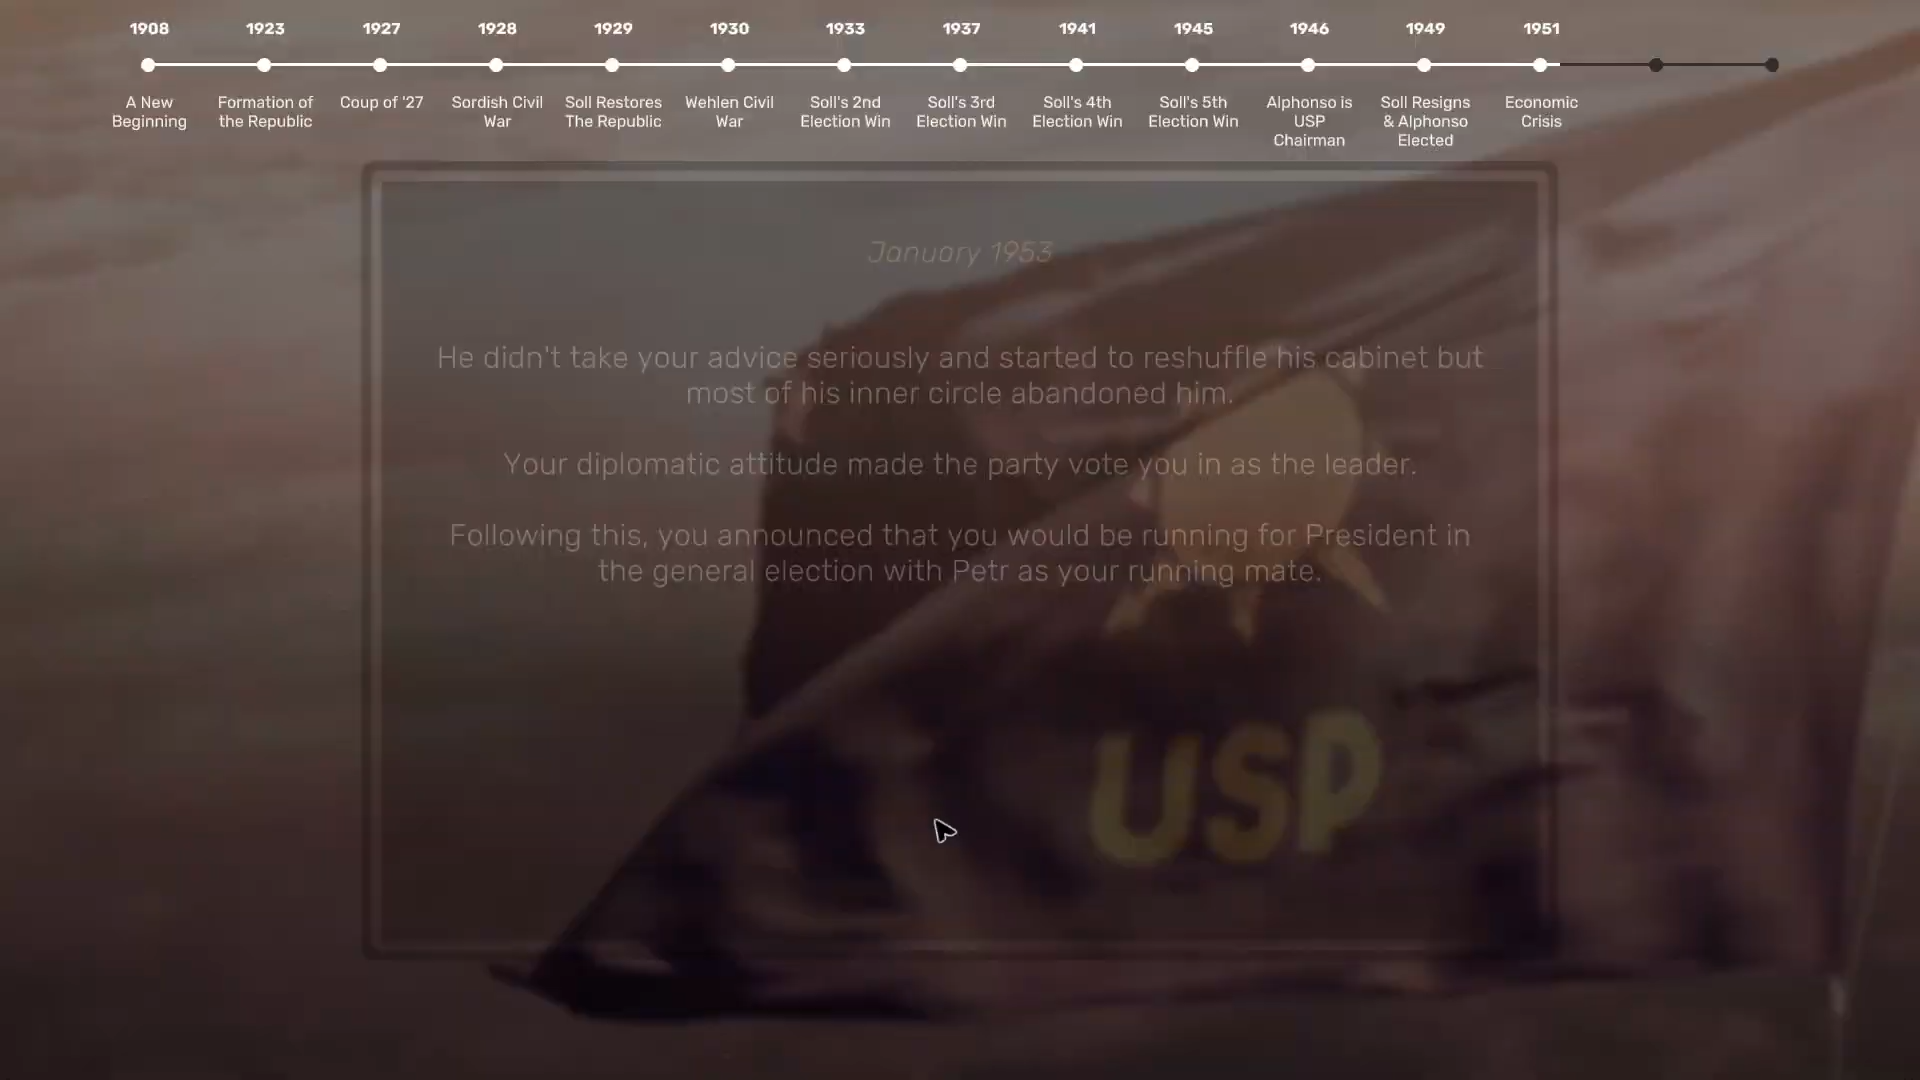 1908 1923 1927 1928 1929 1930 1933 1937 1941 1945 1946 1949 1951
A New
Beginning
Formation of
the Republic
Coup of '27
Sordish Civil
War
Soll Restores
The Republic
Wehlen Civil
War
Soll's 2nd
Election Win
Soll's 3rd
Election Win
Soll's 4th
Election Win
Soll's 5th
Election Win
Alphonso is
USP
Chairman
Soll Resigns
& Alphonso
Elected
Economic
Crisis
January 1953
He didn't take your advice seriously and started to reshuffle his cabinet but
most of his inner circle abandoned him.
Your diplomatic attitude made the party vote you in as the leader.
Following this, you announced that you would be running for President in
the general election with Petr as your running mate.
USP